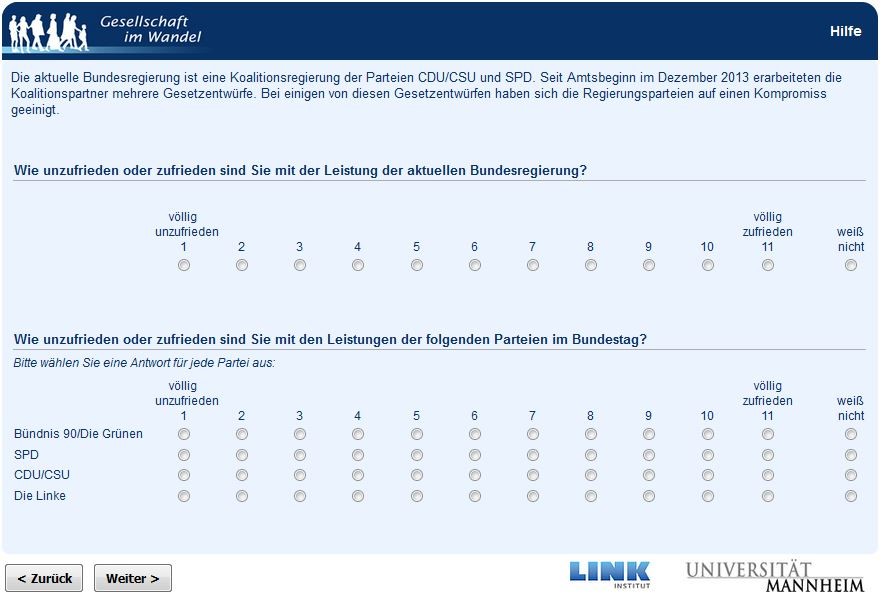 Gesellschaft
im Wandel
Hilfe
Die aktuelle Bundesregierung ist eine Koalitionsregierung der Parteien CDU/CSU und SPD. Seit Amtsbeginn im Dezember 2013 erarbeiteten die
Koalitionspartner mehrere Gesetzentwürfe. Bei einigen von diesen Gesetzentwürfen haben sich die Regierungsparteien auf einen Kompromiss
geeinigt.
Wie unzufrieden oder zufrieden sind Sie mit der Leistung der aktuellen Bundesregierung?
völlig völlig
unzufrieden zufrieden weiß
1 2 3 4 5 6 7 8 9 10 11 nicht
Wie unzufrieden oder zufrieden sind Sie mit den Leistungen der folgenden Parteien im Bundestag?
Bitte wählen Sie eine Antwort für jede Partei aus:
völlig völlig
unzufrieden zufrieden weiß
1 2 3 4 5 6 7 8 9 10 11 nicht
Bündnis 90/Die Grünen
SPD
CDU/CSU
Die Linke
< Zurück Weiter >
LINK
INSTITUT
UNIVERSITÄT
MANNHEIM